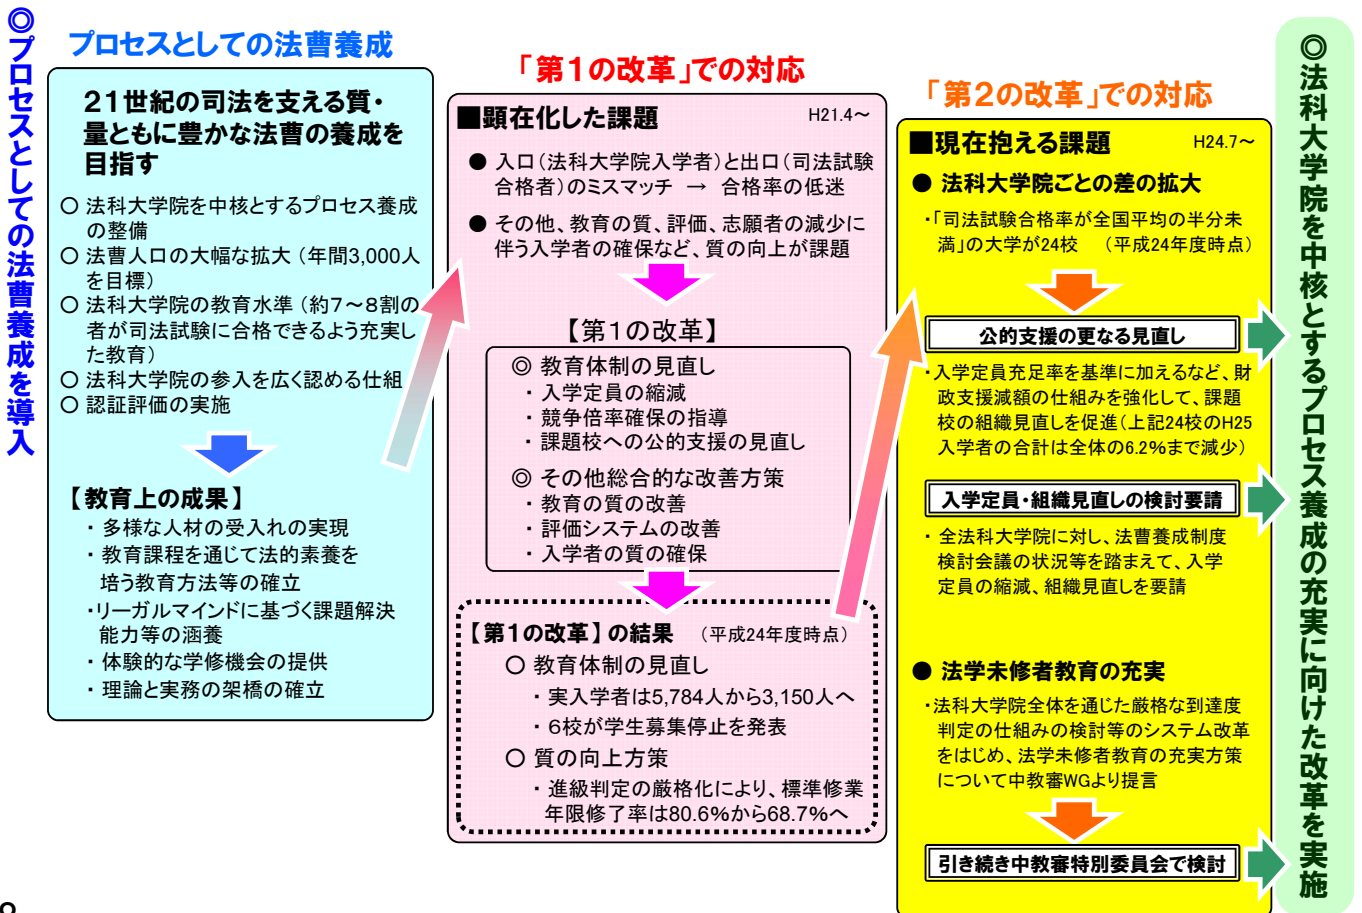 ◎プロセスとしての法曹養成を導入
プロセスとしての法曹養成
21世紀の司法を支える質・
量ともに豊かな法曹の養成を
目指す
○ 法科大学院を中核とするプロセス養成
の整備
○ 法曹人口の大幅な拡大（年間3,000人
を目標）
○ 法科大学院の教育水準（約7～8割の
者が司法試験に合格できるよう充実し
た教育）
○ 法科大学院の参入を広く認める仕組
○ 認証評価の実施
【教育上の成果】
・ 多様な人材の受入れの実現
・ 教育課程を通じて法的素養を
培う教育方法等の確立
・リーガルマインドに基づく課題解決
能力等の涵養
・ 体験的な学修機会の提供
・ 理論と実務の架橋の確立
「第1の改革」での対応
■顕在化した課題 H21.4～
● 入口（法科大学院入学者）と出口（司法試験
合格者）のミスマッチ → 合格率の低迷
● その他、教育の質、評価、志願者の減少に
伴う入学者の確保など、質の向上が課題
【第1の改革】
◎ 教育体制の見直し
・ 入学定員の縮減
・ 競争倍率確保の指導
・ 課題校への公的支援の見直し
◎ その他総合的な改善方策
・ 教育の質の改善
・ 評価システムの改善
・ 入学者の質の確保
【第1の改革】の結果 （平成24年度時点）
○ 教育体制の見直し
・ 実入学者は5,784人から3,150人へ
・ 6校が学生募集停止を発表
○ 質の向上方策
・ 進級判定の厳格化により、標準修業
年限修了率は80.6%から68.7%へ
「第2の改革」での対応
■現在抱える課題 H24.7～
● 法科大学院ごとの差の拡大
・「司法試験合格率が全国平均の半分未
満」の大学が24校 （平成24年度時点）
公的支援の更なる見直し
・入学定員充足率を基準に加えるなど、財
政支援減額の仕組みを強化して、課題
校の組織見直しを促進（上記24校のH25
入学者の合計は全体の6.2%まで減少）
入学定員・組織見直しの検討要請
・ 全法科大学院に対し、法曹養成制度
検討会議の状況等を踏まえて、入学
定員の縮減、組織見直しを要請
● 法学未修者教育の充実
・法科大学院全体を通じた厳格な到達度
判定の仕組みの検討等のシステム改革
をはじめ、法学未修者教育の充実方策
について中教審WGより提言
引き続き中教審特別委員会で検討
◎法科大学院を中核とするプロセス養成の充実に向けた改革を実施